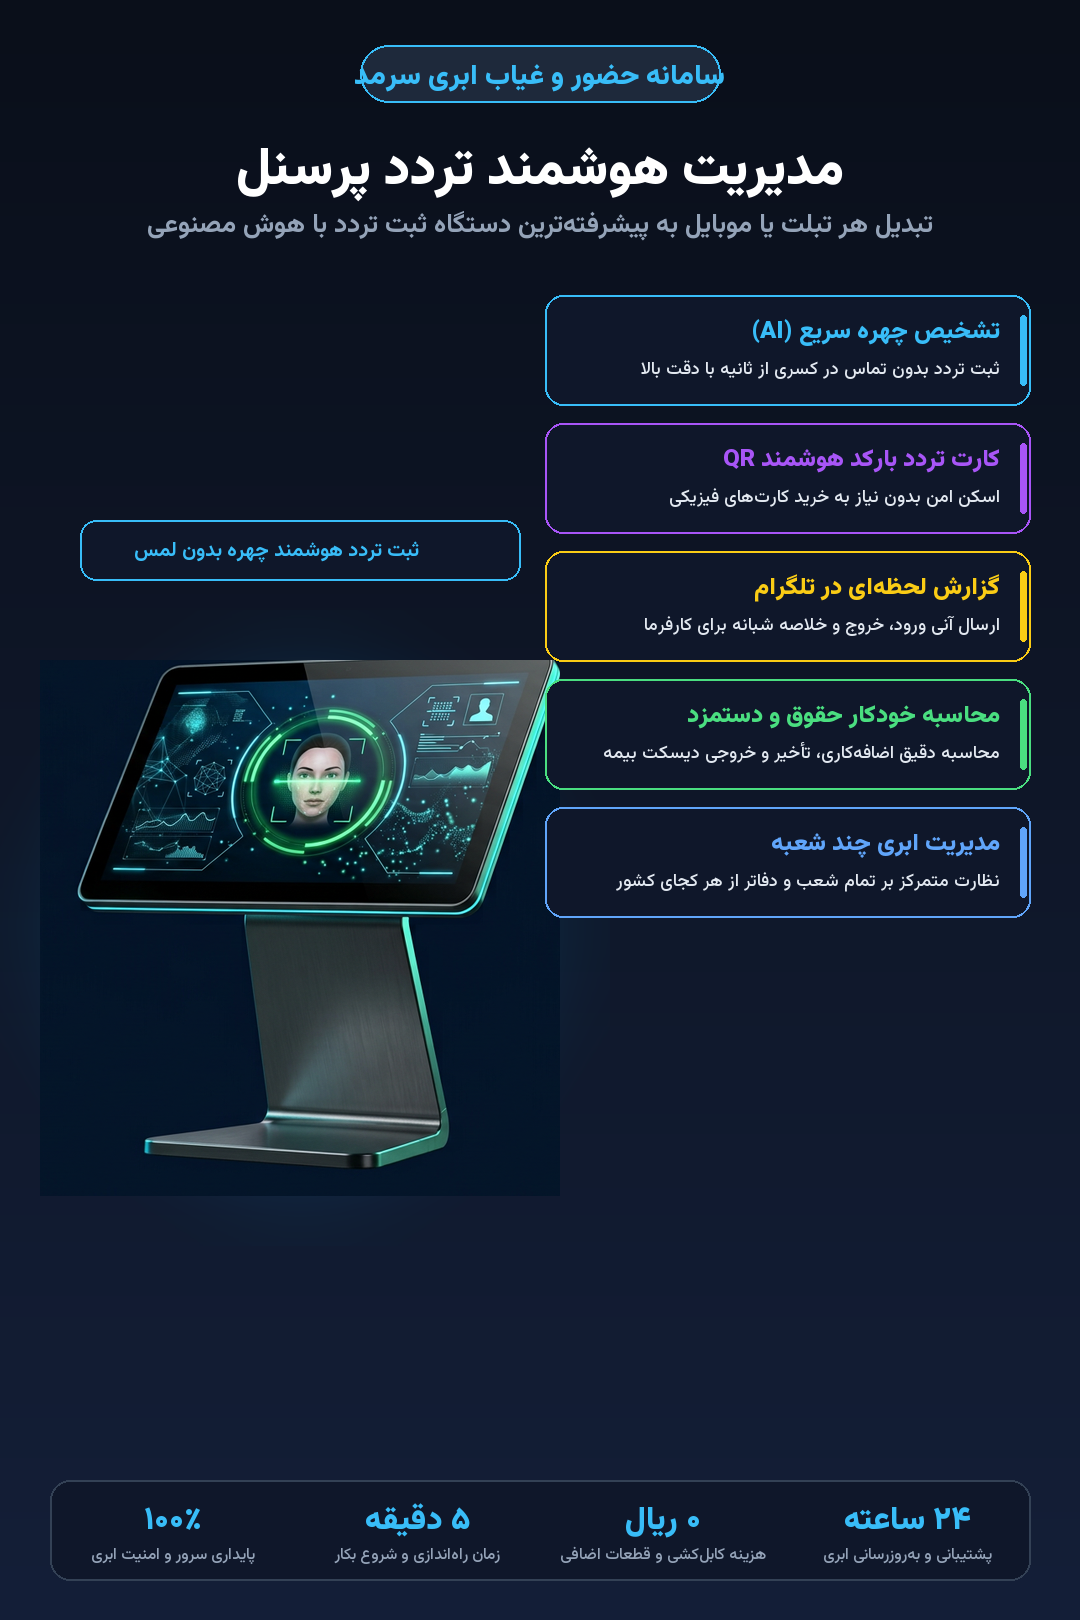 سامانه حضور و غیاب ابری سرمد
مدیریت هوشمند تردد پرسنل
تبدیل هر تبلت یا موبایل به پیشرفته‌ترین دستگاه ثبت تردد با هوش مصنوعی
تشخیص چهره سریع (AI)
ثبت تردد بدون تماس در کسری از ثانیه با دقت بالا
کارت تردد بارکد هوشمند QR
اسکن امن بدون نیاز به خرید کارت‌های فیزیکی
ثبت تردد هوشمند چهره بدون لمس
گزارش لحظه‌ای در تلگرام
ارسال آنی ورود، خروج و خلاصه شبانه برای کارفرما
محاسبه خودکار حقوق و دستمزد
محاسبه دقیق اضافه‌کاری، تأخیر و خروجی دیسکت بیمه
مدیریت ابری چند شعبه
نظارت متمرکز بر تمام شعب و دفاتر از هر کجای کشور
۲۴ ساعته
پشتیبانی و به‌روزرسانی ابری
۰ ریال
هزینه کابل‌کشی و قطعات اضافی
۵ دقیقه
زمان راه‌اندازی و شروع بکار
۱۰۰٪
پایداری سرور و امنیت ابری